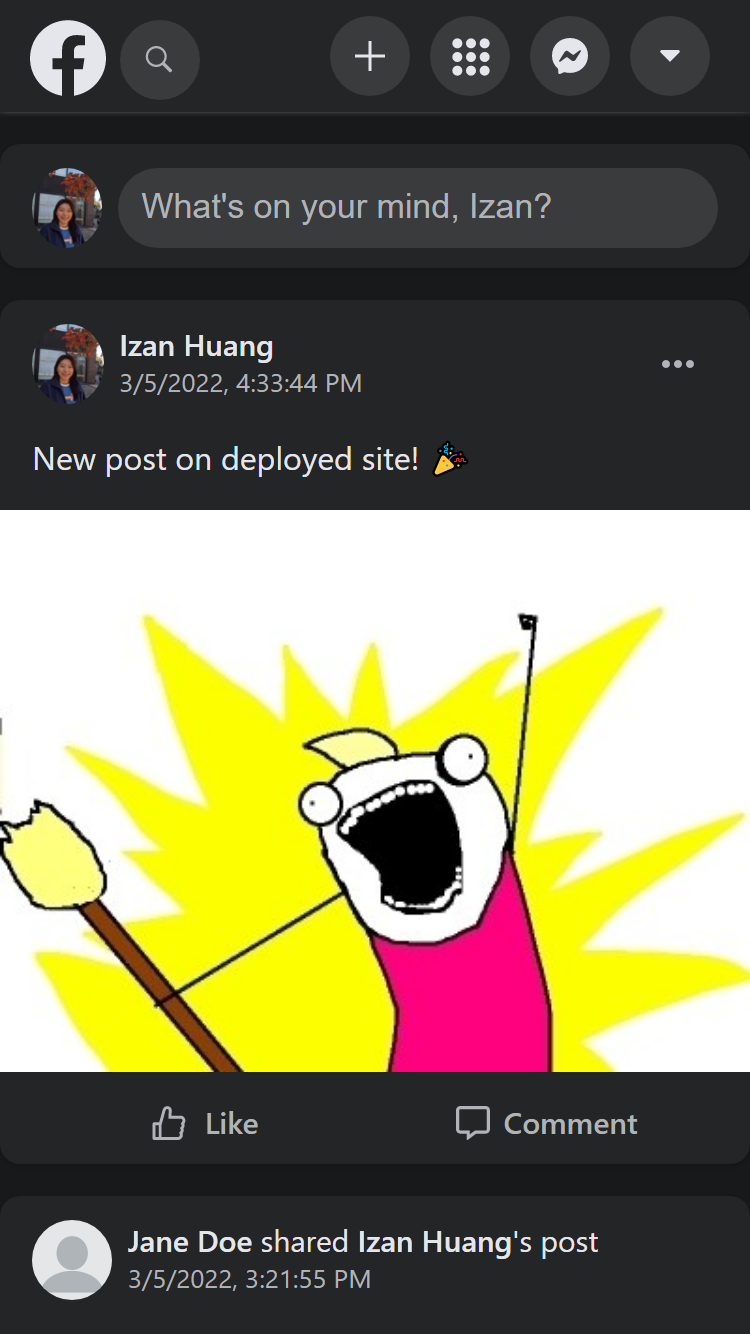 What's on your mind, Izan?
Izan Huang
3/5/2022, 4:33:44 PM
New post on deployed site! 🎉
Like
Comment
Jane Doe shared Izan Huang's post
3/5/2022, 3:21:55 PM